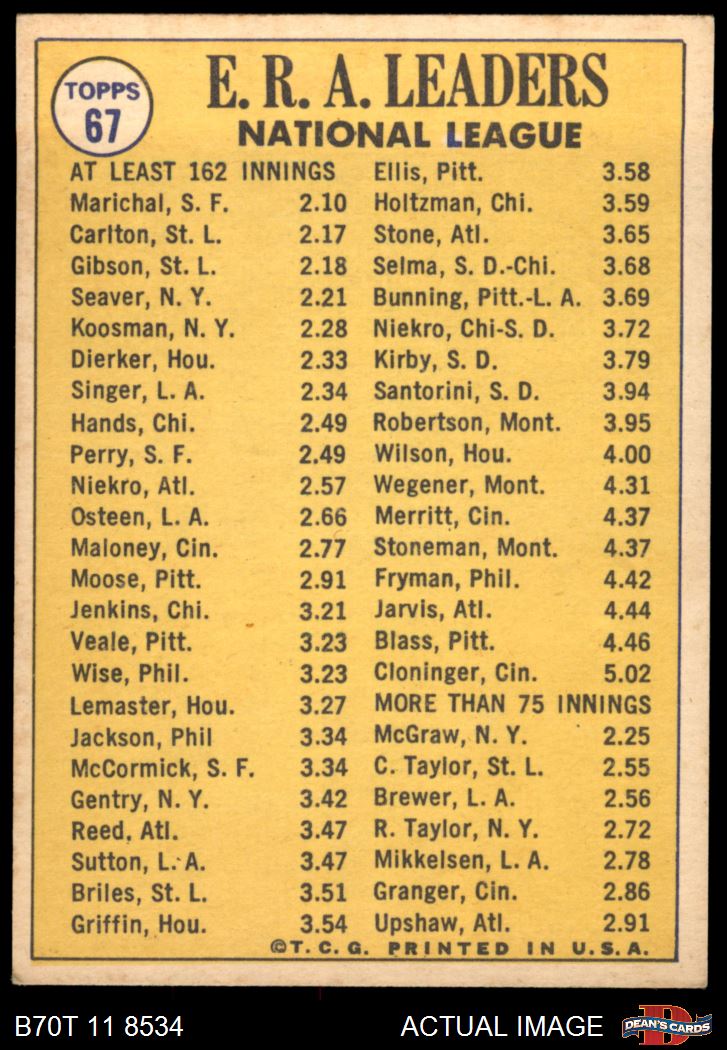 TOPPS
67
E. R. A. LEADERS
NATIONAL LEAGUE
AT LEAST 162 INNINGS
Marichal, S. F. 2.10
Carlton, St. L. 2.17
Gibson, St. L. 2.18
Seaver, N. Y. 2.21
Koosman, N. Y. 2.28
Dierker, Hou. 2.33
Singer, L. A. 2.34
Hands, Chi. 2.49
Perry, S. F. 2.49
Niekro, Atl. 2.57
Osteen, L. A. 2.66
Maloney, Cin. 2.77
Moose, Pitt. 2.91
Jenkins, Chi. 3.21
Veale, Pitt. 3.23
Wise, Phil. 3.23
Lemaster, Hou. 3.27
Jackson, Phil 3.34
McCormick, S. F. 3.34
Gentry, N. Y. 3.42
Reed, Atl. 3.47
Sutton, L. A. 3.47
Briles, St. L. 3.51
Griffin, Hou. 3.54
Ellis, Pitt. 3.58
Holtzman, Chi. 3.59
Stone, Atl. 3.65
Selma, S. D.-Chi. 3.68
Bunning, Pitt.-L. A. 3.69
Niekro, Chi-S. D. 3.72
Kirby, S. D. 3.79
Santorini, S. D. 3.94
Robertson, Mont. 3.95
Wilson, Hou. 4.00
Wegener, Mont. 4.31
Merritt, Cin. 4.37
Stoneman, Mont. 4.37
Fryman, Phil. 4.42
Jarvis, Atl. 4.44
Blass, Pitt. 4.46
Cloninger, Cin. 5.02
MORE THAN 75 INNINGS
McGraw, N. Y. 2.25
C. Taylor, St. L. 2.55
Brewer, L. A. 2.56
R. Taylor, N. Y. 2.72
Mikkelsen, L. A. 2.78
Granger, Cin. 2.86
Upshaw, Atl. 2.91
©T. C. G. PRINTED IN U. S. A.
B70T 11 8534
ACTUAL IMAGE
D
DEAN'S CARDS